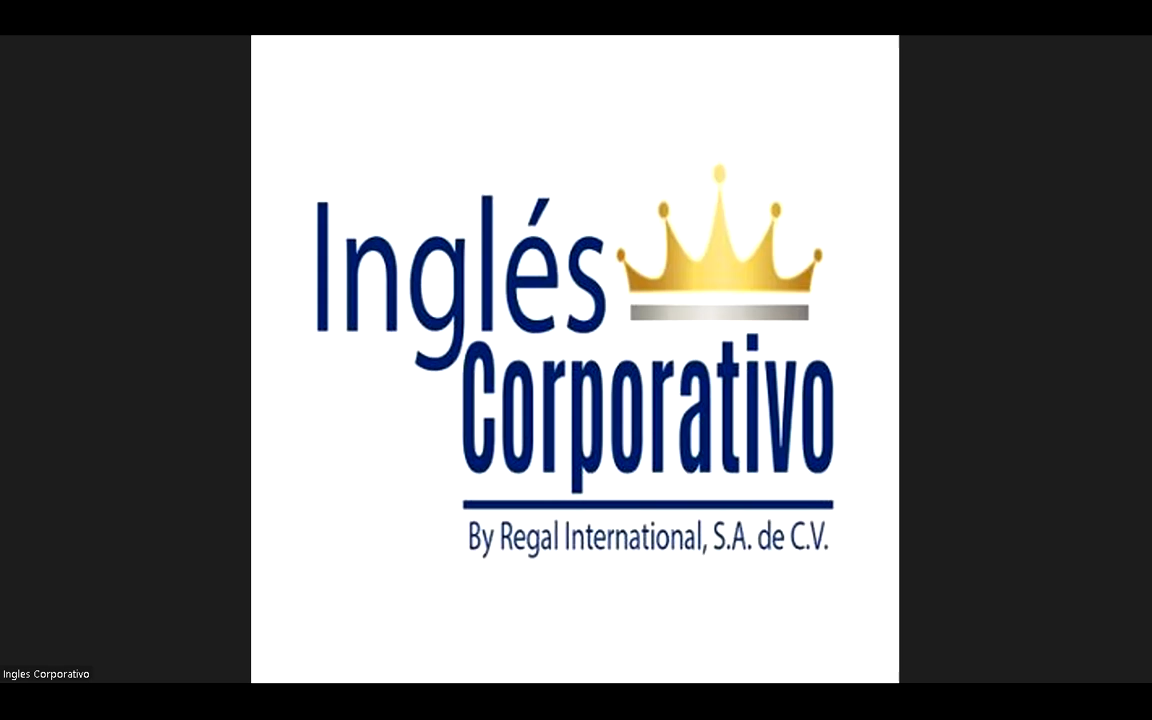 Inglés
Corporativo
By Regal International, S.A. de C.V.
Ingles Corporativo